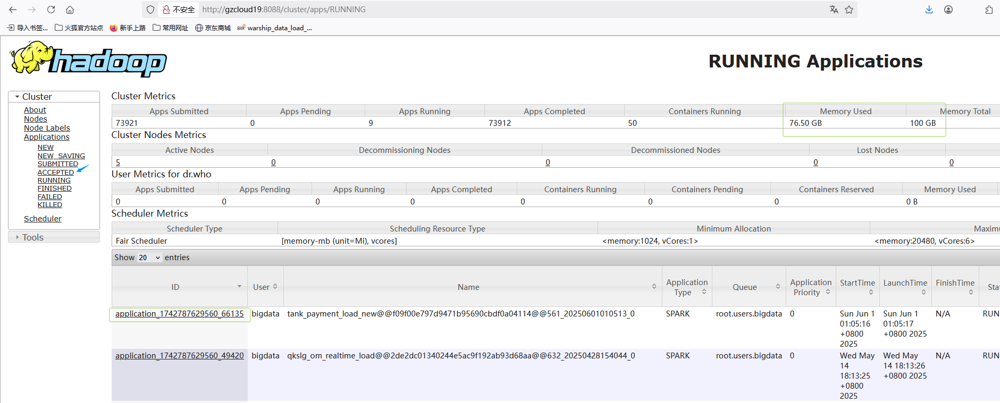 不安全 http://gzcloud19:8088/cluster/apps/RUNNING
导入书签... 火狐官方站点 新手上路 常用网址 京东商城 warship_data_load_...
hadoop
RUNNING Applications
Cluster
About
Nodes
Node Labels
Applications
NEW
NEW_SAVING
SUBMITTED
ACCEPTED
RUNNING
FINISHED
FAILED
KILLED
Scheduler
Tools
Cluster Metrics
Apps Submitted Apps Pending Apps Running Apps Completed Containers Running Memory Used Memory Total
73921 0 9 73912 50 76.50 GB 100 GB
Cluster Nodes Metrics
Active Nodes Decommissioning Nodes Decommissioned Nodes Lost Nodes
5 0 0 0 0
User Metrics for dr.who
Apps Submitted Apps Pending Apps Running Apps Completed Containers Running Containers Pending Containers Reserved Memory Used
0 0 0 0 0 0 0 0 B
Scheduler Metrics
Scheduler Type Scheduling Resource Type Minimum Allocation Maximu
Fair Scheduler [memory-mb (unit=Mi), vcores] <memory:1024, vCores:1> <memory:20480, vCores:6>
Show 20 entries
ID User Name Application Type Queue Application Priority StartTime LaunchTime FinishTime Sta
application_1742787629560_66135 bigdata tank_payment_load_new@@f09f00e797d9471b95690cbdf0a04114@@561_20250601010513_0 SPARK root.users.bigdata 0 Sun Jun 1 Sun Jun 1 N/A RUN
01:05:16 01:05:17
+0800 +0800 2025
2025
application_1742787629560_49420 bigdata qkslg_om_realtime_load@@2de2dc01340244e5ac9f192ab93d68aa@@632_20250428154044_0 SPARK root.users.bigdata 0 Wed May Wed May N/A RUN
14 14 18:13:26
18:13:25 +0800 2025
+0800
2025